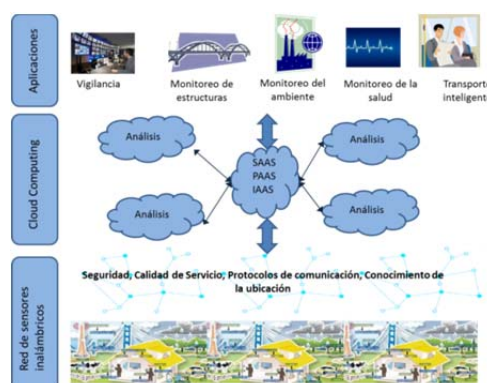 Aplicaciones
Vigilancia
Monitoreo de
estructuras
Monitoreo del
ambiente
Monitoreo de la
salud
Transporte
inteligente
Cloud Computing
Análisis
Análisis
SAAS
PAAS
IAAS
Análisis
Análisis
Red de sensores
inalámbricos
Seguridad, Calidad de Servicio, Protocolos de comunicación, Conocimiento de
la ubicación